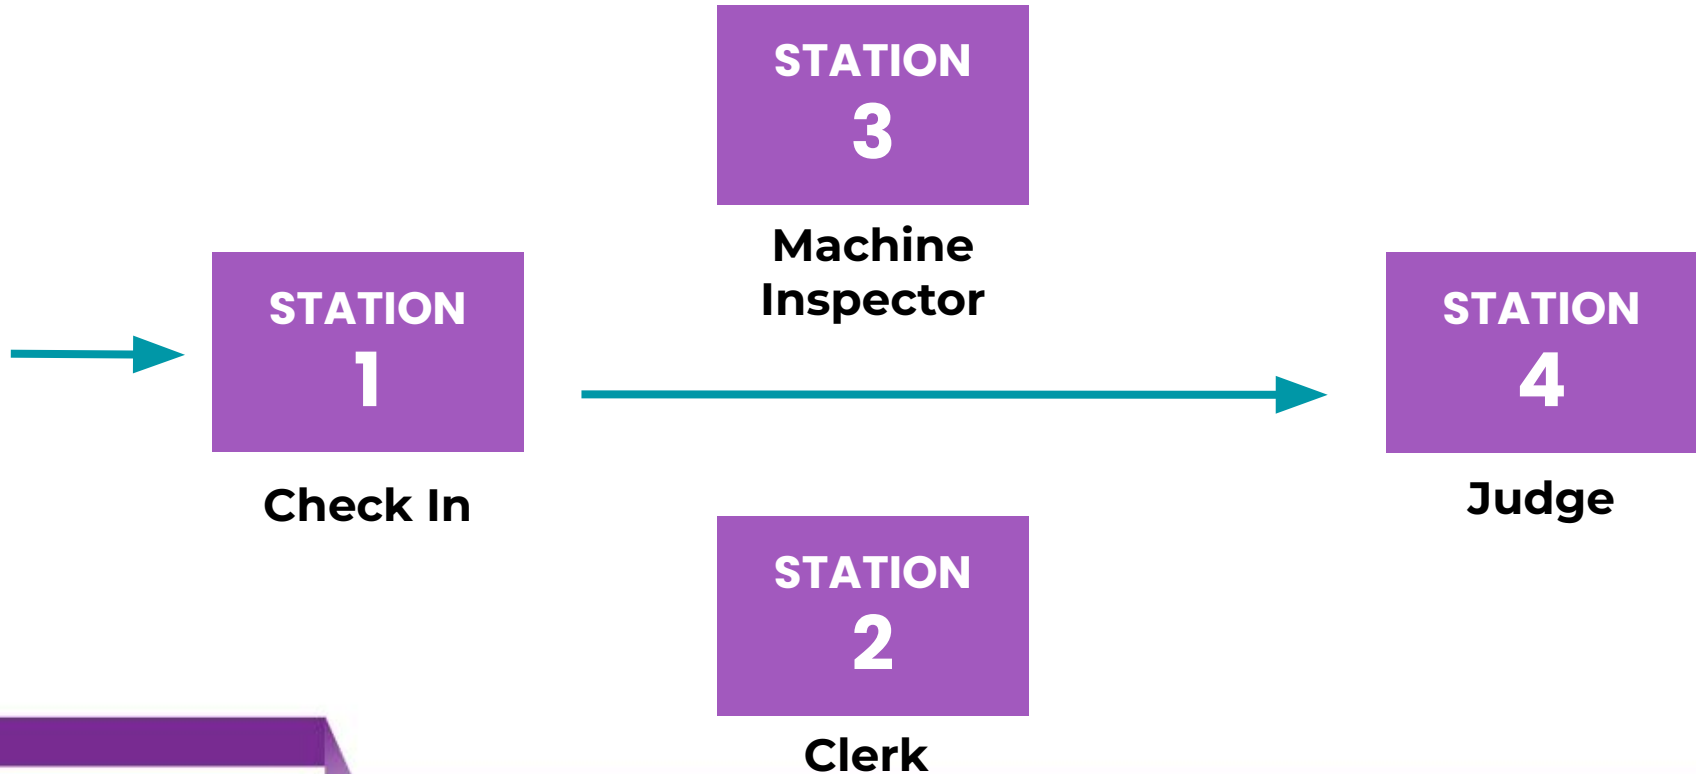 STATION
3
Machine
Inspector
STATION
1
Check In
STATION
4
Judge
STATION
2
Clerk